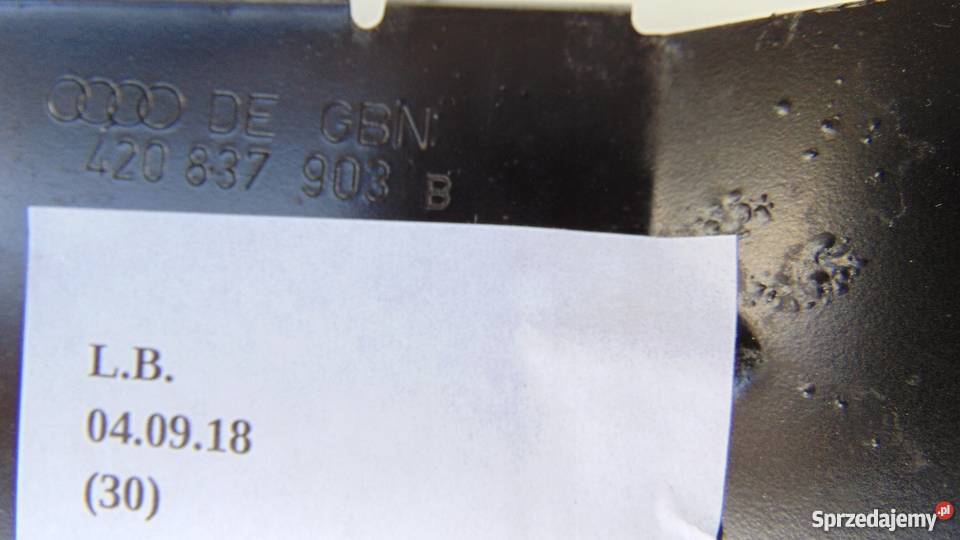 DE GBN
420 837 903 B
L.B.
04.09.18
(30)
Sprzedajemy.pl